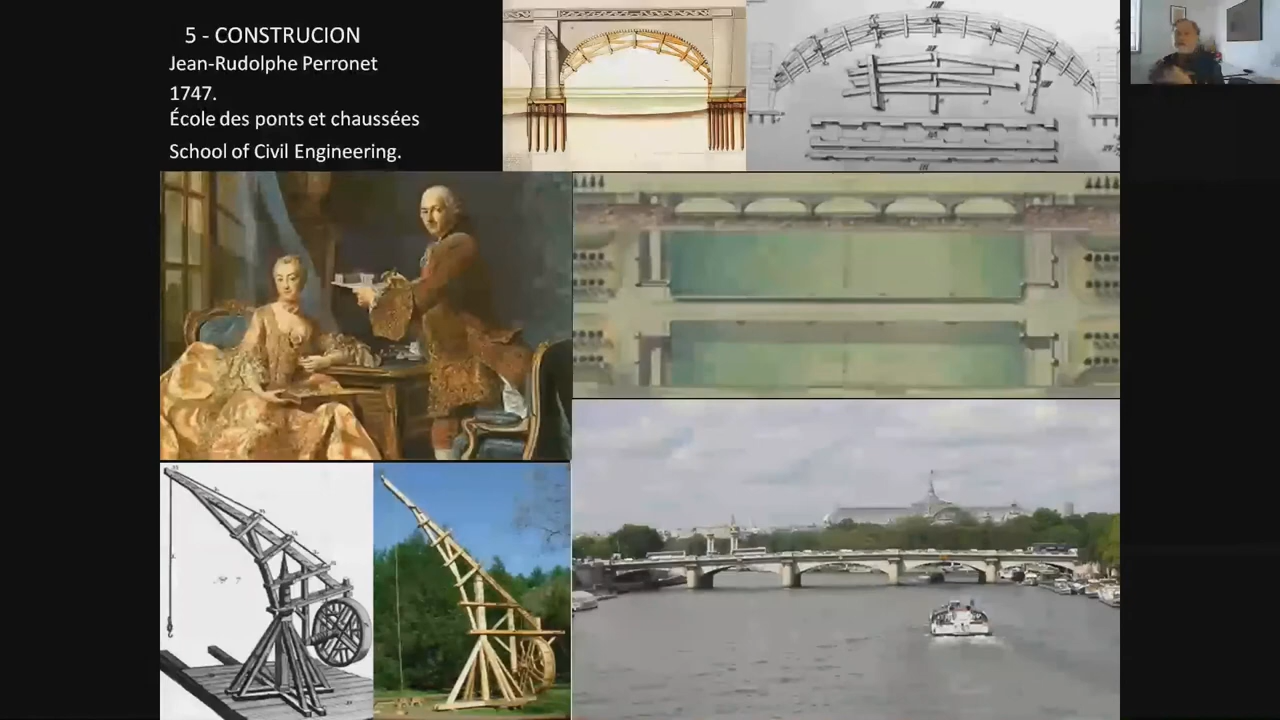 5 - CONSTRUCION
Jean-Rudolphe Perronet
1747.
École des ponts et chaussées
School of Civil Engineering.